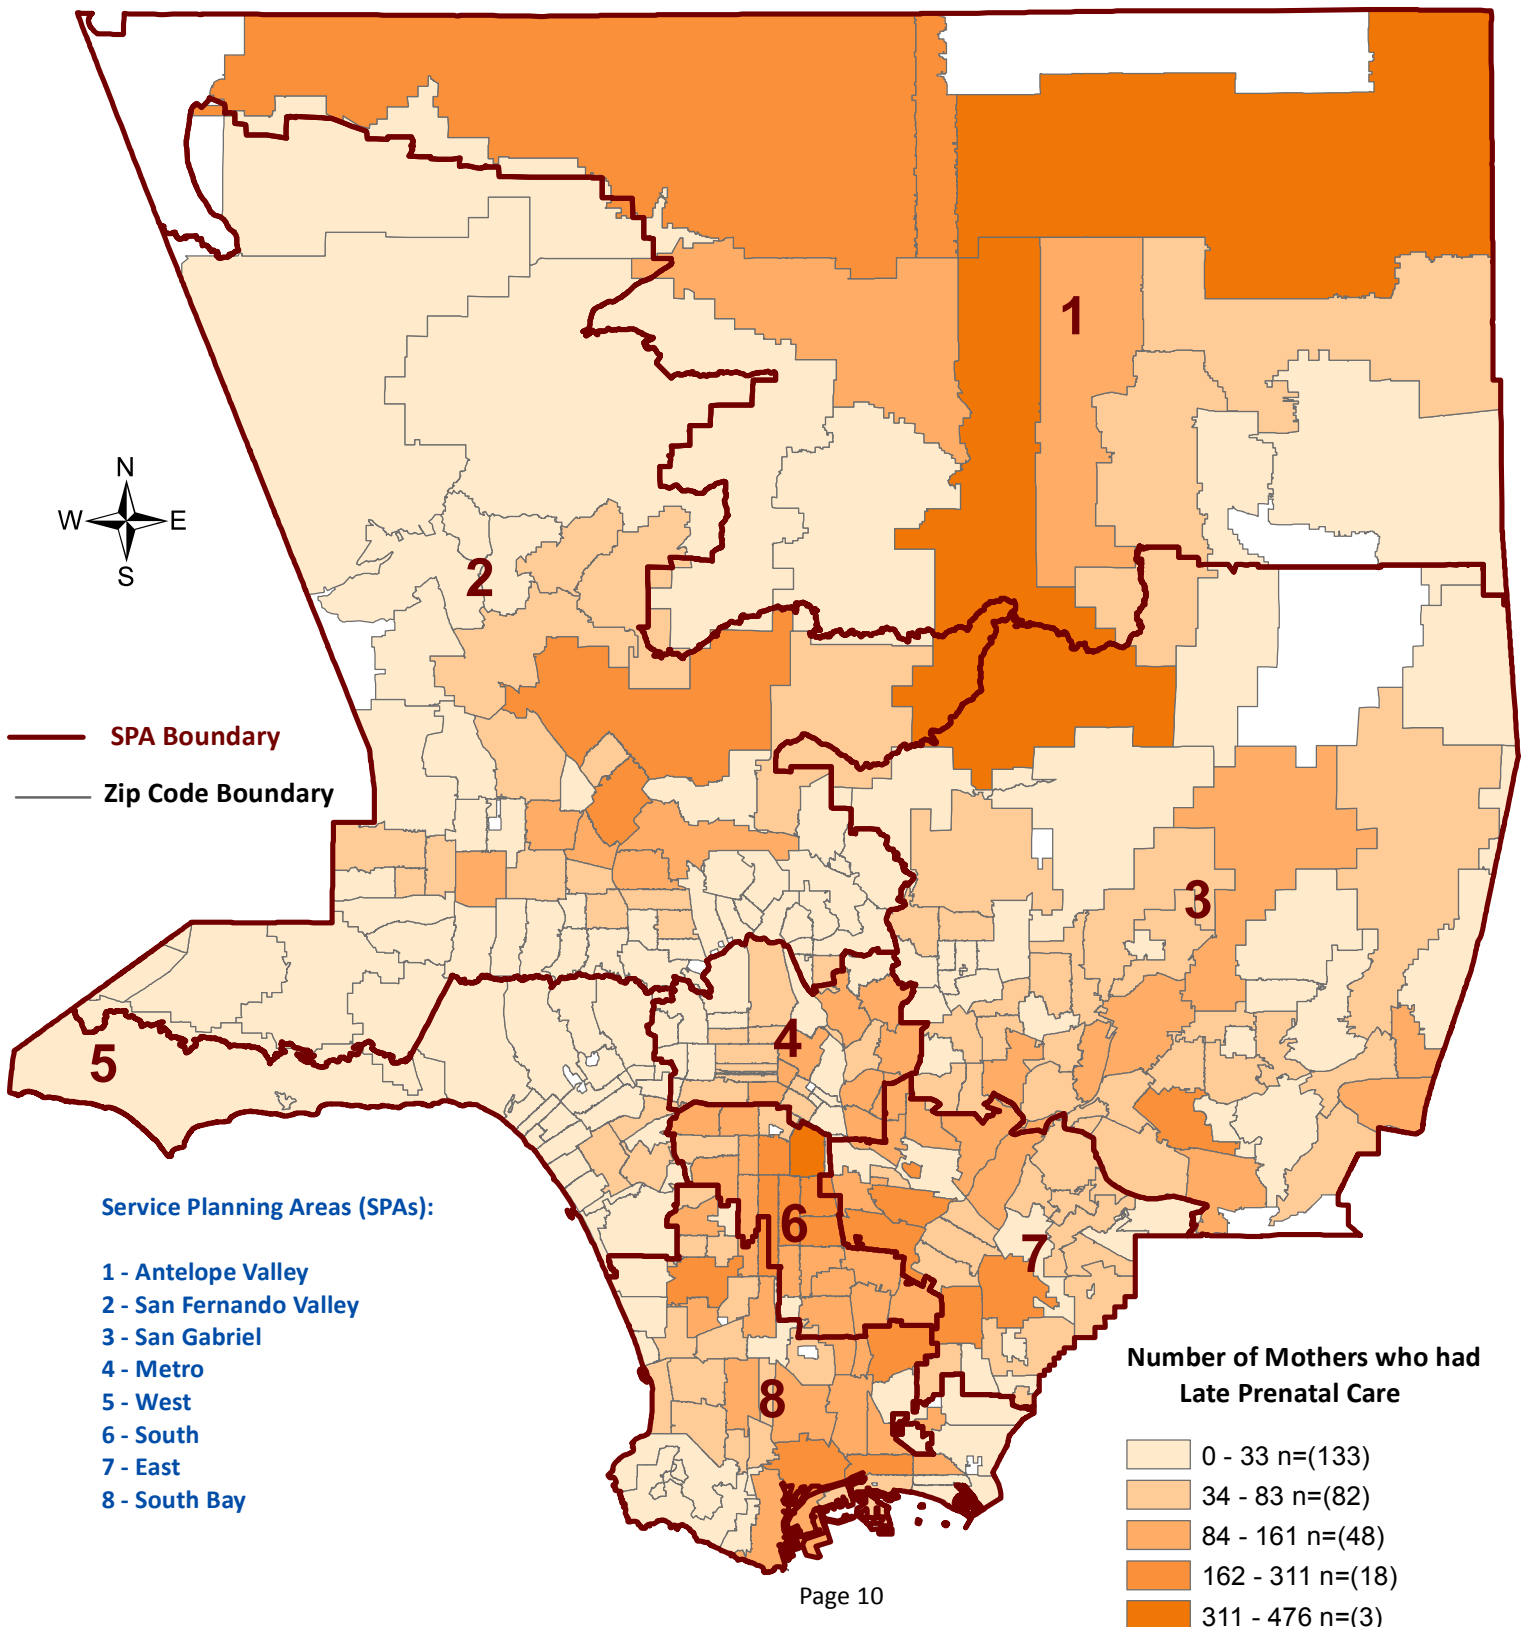 1
N
W E
S
2
SPA Boundary
Zip Code Boundary
3
4
5
Service Planning Areas (SPAs):
6
7
1 - Antelope Valley
2 - San Fernando Valley
3 - San Gabriel
4 - Metro
5 - West
6 - South
7 - East
8 - South Bay
8
Number of Mothers who had
Late Prenatal Care
0 - 33 n=(133)
34 - 83 n=(82)
84 - 161 n=(48)
162 - 311 n=(18)
311 - 476 n=(3)
Page 10